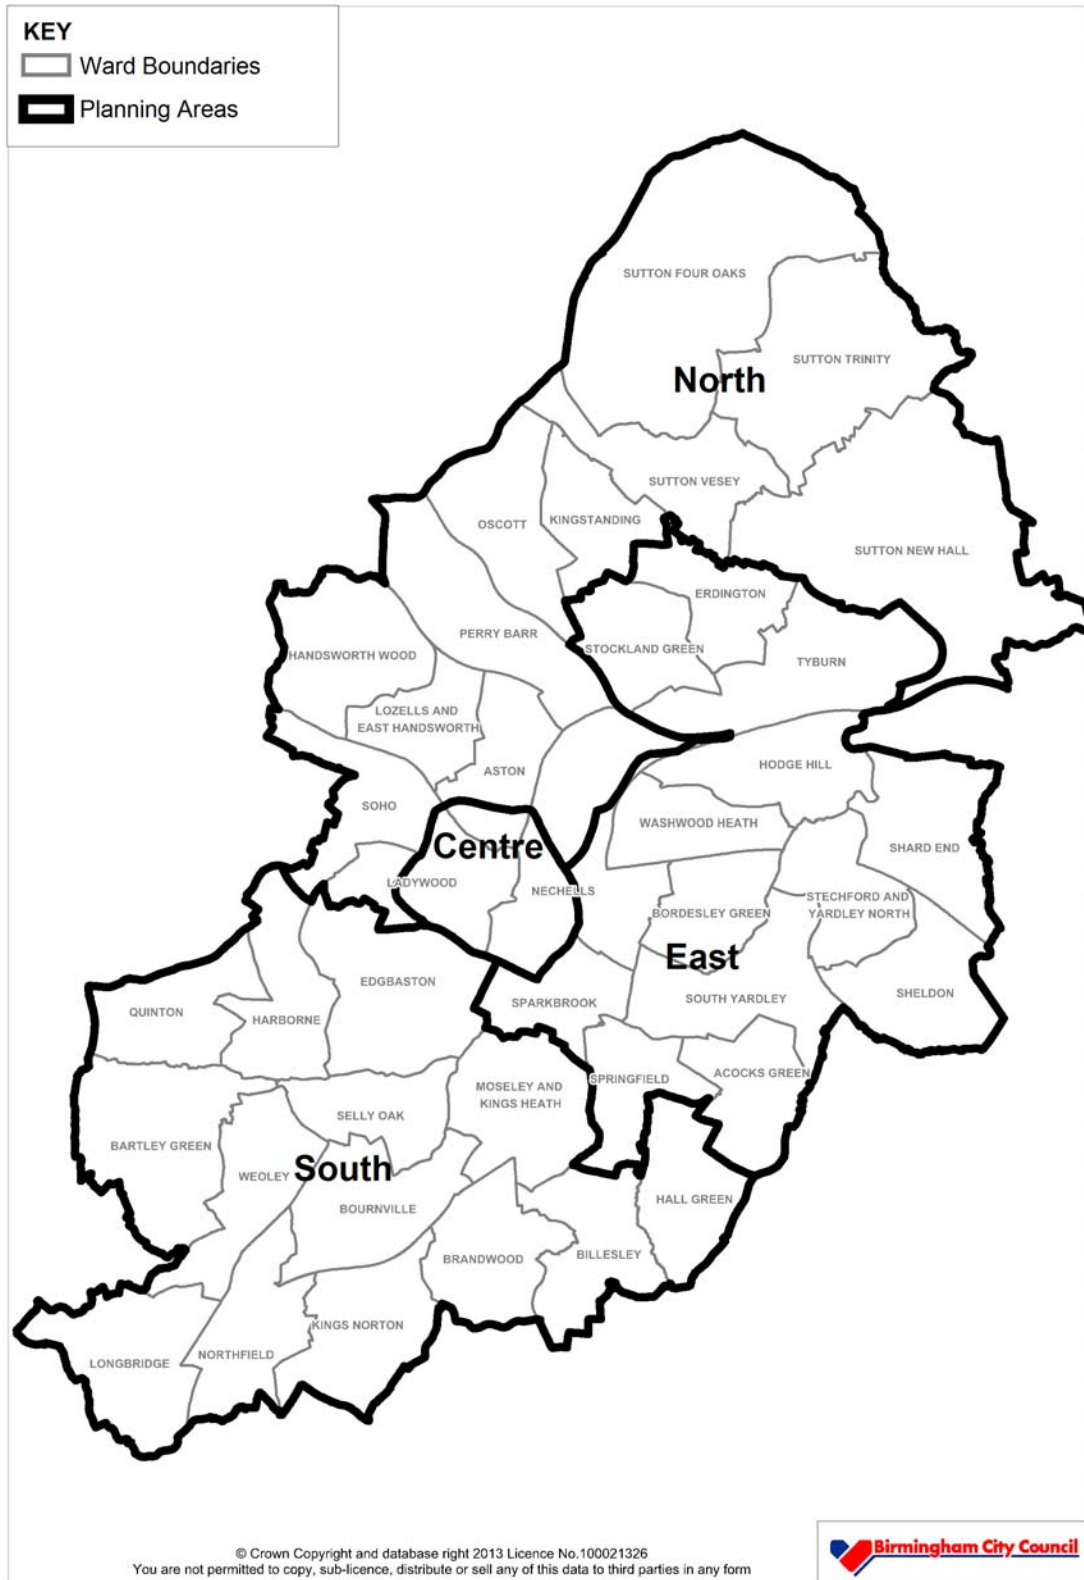 KEY
Ward Boundaries
Planning Areas
SUTTON FOUR OAKS
SUTTON TRINITY
North
SUTTON VESEY
OSCOTT
KINGSTANDING
SUTTON NEW HALL
ERDINGTON
PERRY BARR
STOCKLAND GREEN
HANDSWORTH WOOD
TYBURN
LOZELLS AND
EAST HANDSWORTH
ASTON
HODGE HILL
SOHO
WASHWOOD HEATH
Centre
SHARD END
LADYWOOD
NECHELLS
STECHFORD AND
YARDLEY NORTH
BORDESLEY GREEN
East
EDGBASTON
SHELDON
SOUTH YARDLEY
SPARKBROOK
QUINTON
HARBORNE
ACOCKS GREEN
SPRINGFIELD
MOSELEY AND
KINGS HEATH
SELLY OAK
BARTLEY GREEN
WEOLEY
South
HALL GREEN
BOURNVILLE
BILLESLEY
BRANDWOOD
KINGS NORTON
NORTHFIELD
LONGBRIDGE
© Crown Copyright and database right 2013 Licence No.100021326
You are not permitted to copy, sub-licence, distribute or sell any of this data to third parties in any form
Birmingham City Council